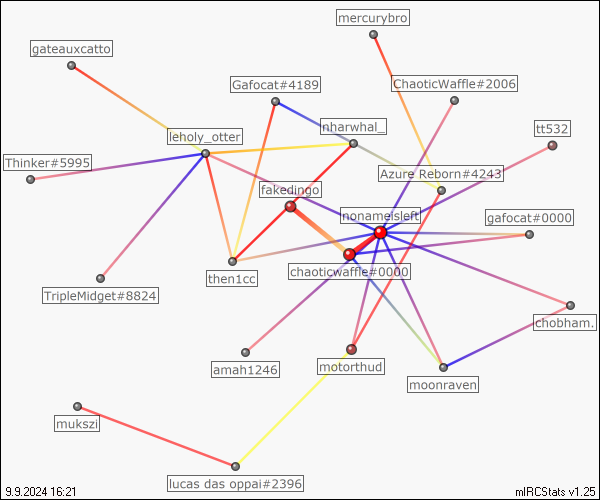 mercurybro
gateauxcatto
Gafocat#4189
ChaoticWaffle#2006
nharwhal_
tt532
leholy_otter
Thinker#5995
Azure Reborn#4243
fakedingo
nonameisleft
gafocat#0000
then1cc
chaoticwaffle#0000
TripleMidget#8824
chobham.
amah1246
motorthud
moonraven
mukszi
lucas das oppai#2396
9.9.2024 16:21
mIRCStats v1.25